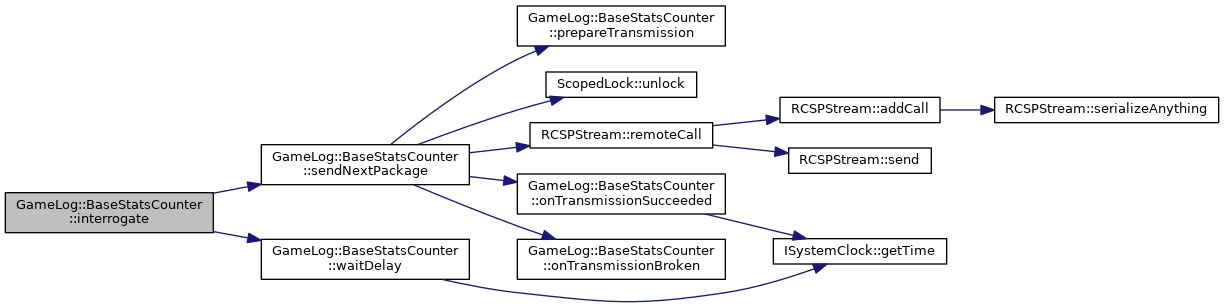 GameLog::BaseStatsCounter
::interrogate
GameLog::BaseStatsCounter
::sendNextPackage
GameLog::BaseStatsCounter
::waitDelay
GameLog::BaseStatsCounter
::prepareTransmission
ScopedLock::unlock
RCSPStream::remoteCall
GameLog::BaseStatsCounter
::onTransmissionSucceeded
GameLog::BaseStatsCounter
::onTransmissionBroken
RCSPStream::addCall
RCSPStream::send
ISystemClock::getTime
RCSPStream::serializeAnything